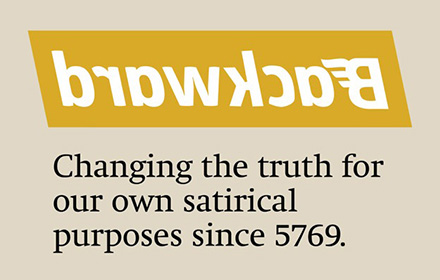 Backward
Changing the truth for
our own satirical
purposes since 5769.